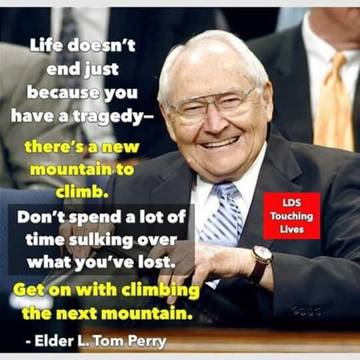 Life doesn't
end just
because you
have a tragedy—
there's a new
mountain to
climb.
Don't spend a lot of
time sulking over
what you've lost.
Get on with climbing
the next mountain.
- Elder L. Tom Perry
LDS
Touching
Lives